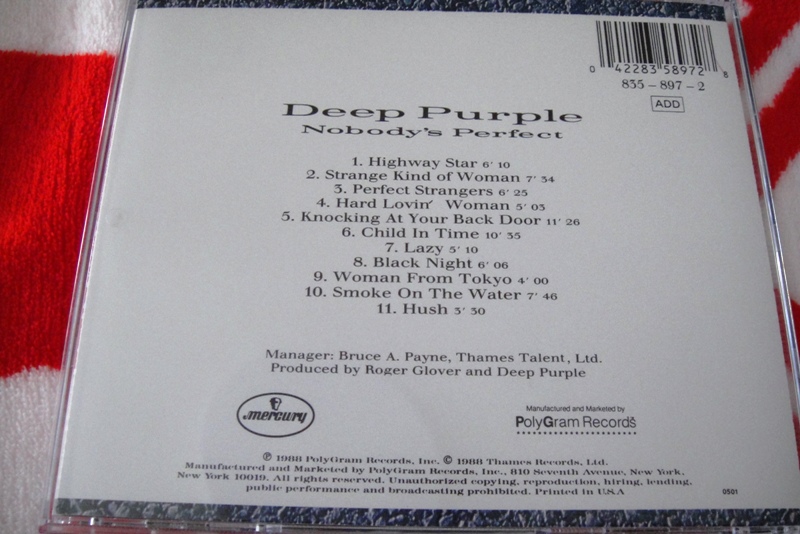 0 42283 58972 8
835-897-2
ADD
Deep Purple
Nobody's Perfect
1. Highway Star 6' 10
2. Strange Kind of Woman 7' 34
3. Perfect Strangers 6' 25
4. Hard Lovin' Woman 5' 03
5. Knocking At Your Back Door 11' 26
6. Child In Time 10' 35
7. Lazy 5' 10
8. Black Night 6' 06
9. Woman From Tokyo 4' 00
10. Smoke On The Water 7' 46
11. Hush 3' 30
Manager: Bruce A. Payne, Thames Talent, Ltd.
Produced by Roger Glover and Deep Purple
mercury
Manufactured and Marketed by
PolyGram Records
℗ 1988 PolyGram Records, Inc. © 1988 Thames Records, Ltd.
Manufactured and Marketed by PolyGram Records, Inc., 810 Seventh Avenue, New York,
New York 10019. All rights reserved. Unauthorized copying, reproduction, hiring, lending,
public performance and broadcasting prohibited. Printed in U.S.A
0501